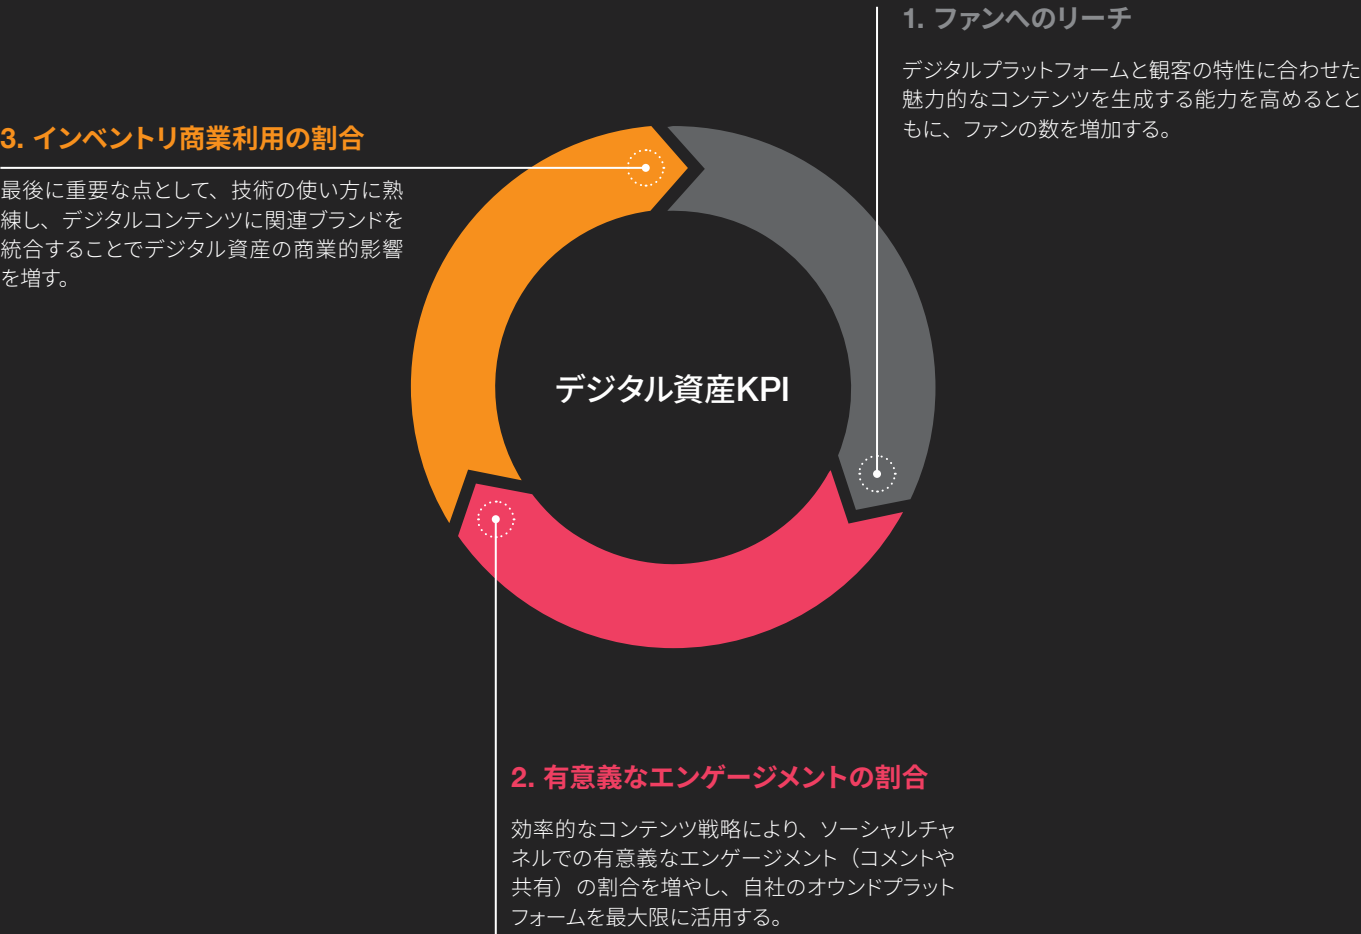 1. ファンへのリーチ
デジタルプラットフォームと観客の特性に合わせた
魅力的なコンテンツを生成する能力を高めるとと
もに、ファンの数を増加する。
3. インベントリ商業利用の割合
最後に重要な点として、技術の使い方に熟
練し、デジタルコンテンツに関連ブランドを
統合することでデジタル資産の商業的影響
を増す。
デジタル資産KPI
2. 有意義なエンゲージメントの割合
効率的なコンテンツ戦略により、ソーシャルチャ
ネルでの有意義なエンゲージメント（コメントや
共有）の割合を増やし、自社のオウンドプラット
フォームを最大限に活用する。